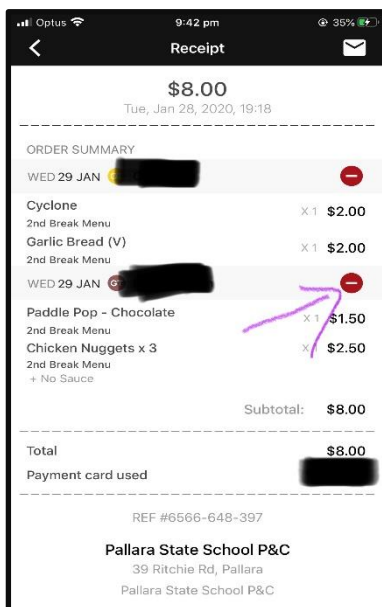 Optus 9:42 pm 35%
Receipt
$8.00
Tue, Jan 28, 2020, 19:18
ORDER SUMMARY
WED 29 JAN
Cyclone X 1 $2.00
2nd Break Menu
Garlic Bread (V) X 1 $2.00
2nd Break Menu
WED 29 JAN
Paddle Pop - Chocolate X 1 $1.50
2nd Break Menu
Chicken Nuggets x 3 X 1 $2.50
2nd Break Menu
+ No Sauce
Subtotal: $8.00
Total $8.00
Payment card used
REF #6566-648-397
Pallara State School P&C
39 Ritchie Rd, Pallara
Pallara State School P&C